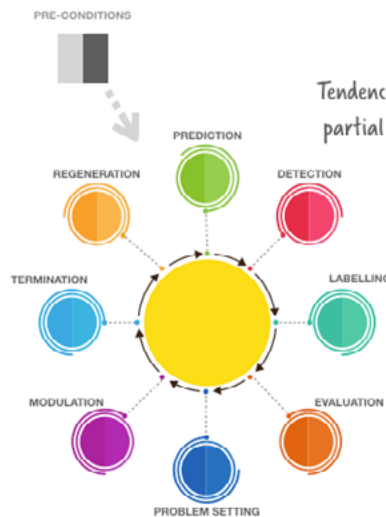 PRE-CONDITIONS
Tendenc
partial
PREDICTION
REGENERATION
DETECTION
TERMINATION
LABELLING
MODULATION
EVALUATION
PROBLEM SETTING